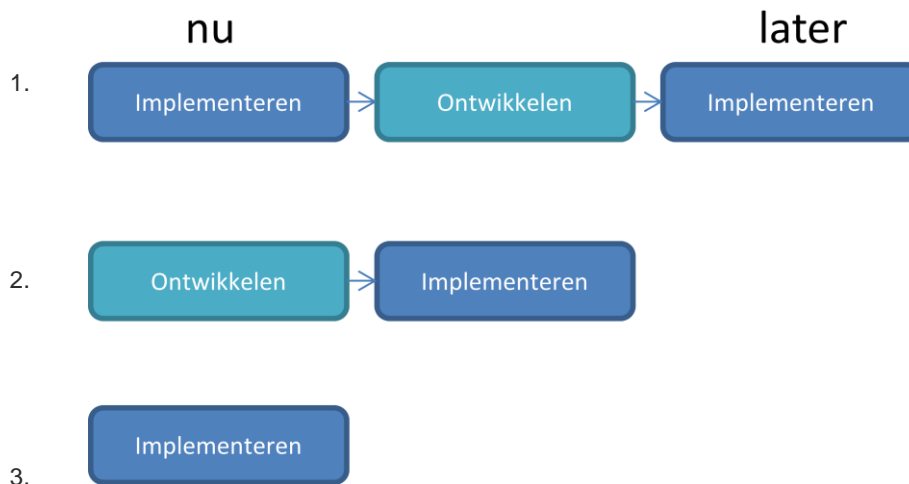 nu later
1. Implementeren Ontwikkelen Implementeren
2. Ontwikkelen Implementeren
Implementeren
3.